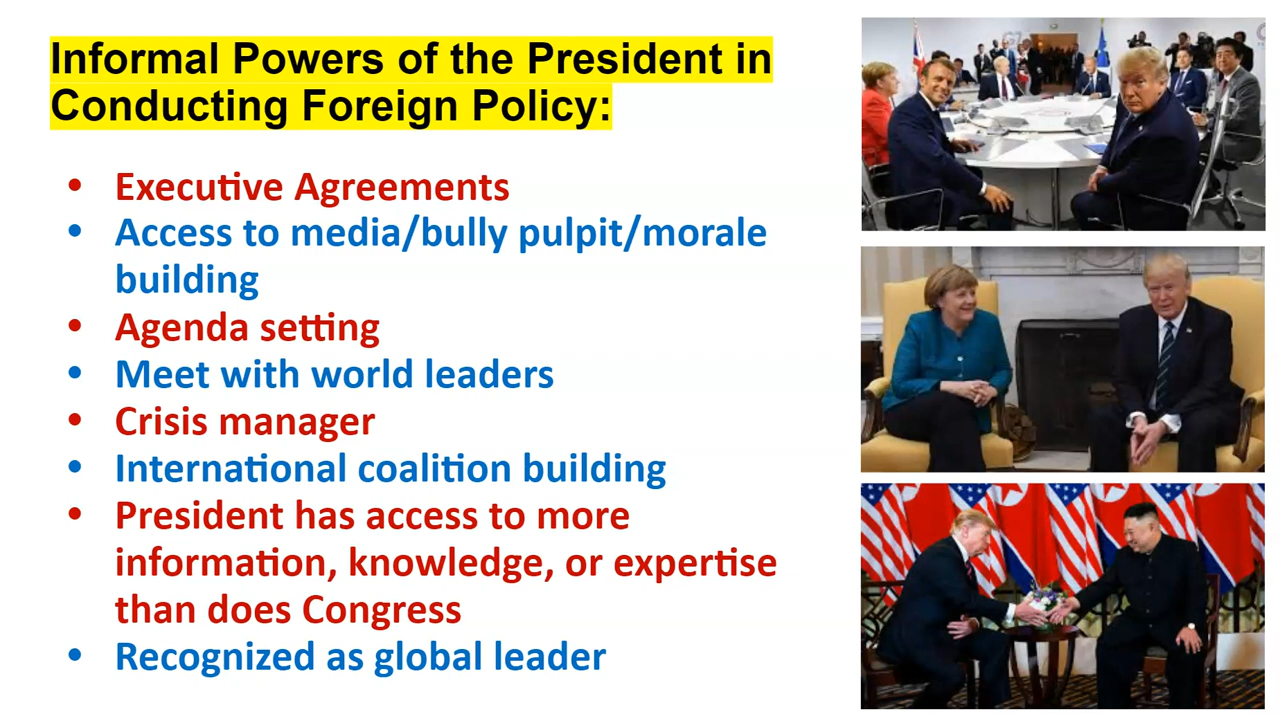 Informal Powers of the President in
Conducting Foreign Policy:
• Executive Agreements
• Access to media/bully pulpit/morale
building
• Agenda setting
• Meet with world leaders
• Crisis manager
• International coalition building
• President has access to more
information, knowledge, or expertise
than does Congress
• Recognized as global leader